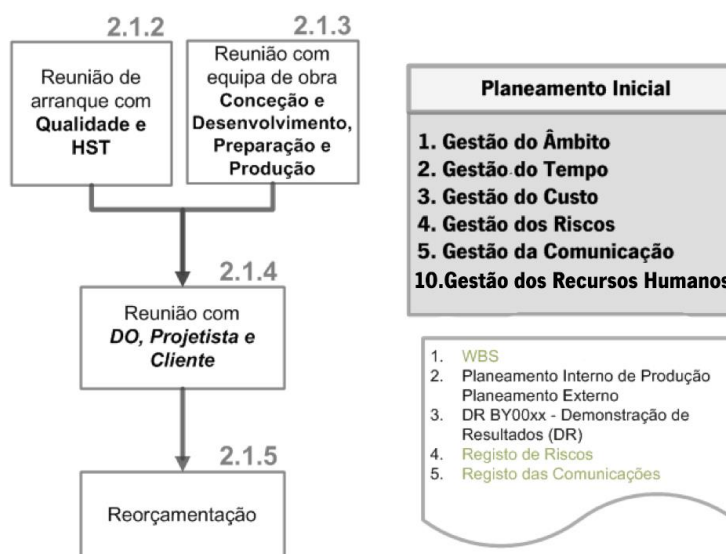 2.1.2
Reunião de
arranque com
Qualidade e
HST
2.1.3
Reunião com
equipa de obra
Conceção e
Desenvolvimento,
Preparação e
Produção
2.1.4
Reunião com
DO, Projetista e
Cliente
2.1.5
Reorçamentação
Planeamento Inicial
1. Gestão do Âmbito
2. Gestão do Tempo
3. Gestão do Custo
4. Gestão dos Riscos
5. Gestão da Comunicação
10.Gestão dos Recursos Humanos
1. WBS
2. Planeamento Interno de Produção
Planeamento Externo
3. DR BY00xx - Demonstração de
Resultados (DR)
4. Registo de Riscos
5. Registo das Comunicações